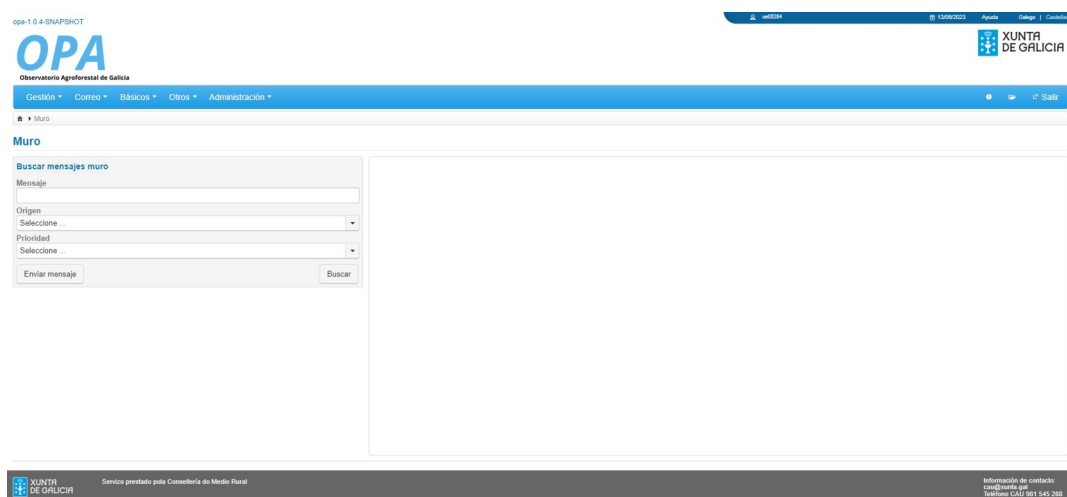 opa-1.0.4-SNAPSHOT
ae68284 13/06/2023 Ayuda Galego | Castella
OPA
Observatorio Agroforestal de Galicia
XUNTA
DE GALICIA
Gestión Correo Básicos Otros Administración Salir
Muro
Muro
Buscar mensajes muro
Mensaje
Origen
Seleccione ...
Prioridad
Seleccione ...
Enviar mensaje Buscar
XUNTA
DE GALICIA
Servizo prestado pola Consellería do Medio Rural
Información de contacto:
cau@xunta.gal
Teléfono CAU 981 545 288